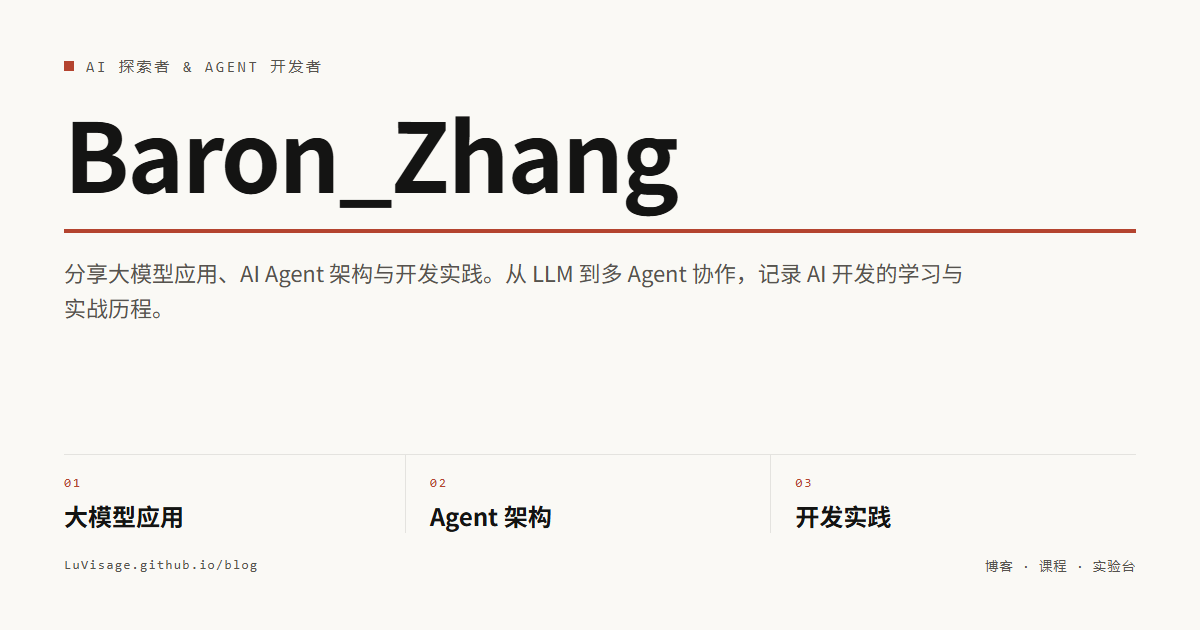 AI 探索者 & AGENT 开发者
Baron_Zhang
分享大模型应用、AI Agent 架构与开发实践。从 LLM 到多 Agent 协作，记录 AI 开发的学习与
实战历程。
01
大模型应用
02
Agent 架构
03
开发实践
LuVisage.github.io/blog
博客 · 课程 · 实验台